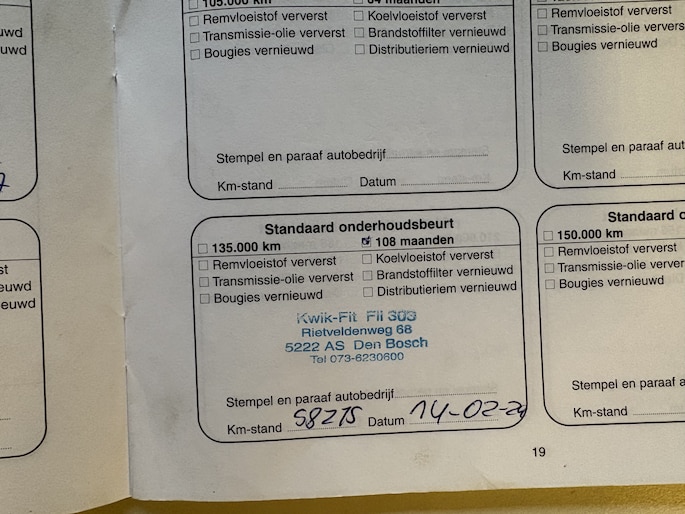 105.000 km
84 maanden
Remvloeistof ververst
Koelvloeistof ververst
Transmissie-olie ververst
Brandstoffilter vernieuwd
Bougies vernieuwd
Distributieriem vernieuwd
Stempel en paraaf autobedrijf
Km-stand
Datum
Remvloeistof ververst
Transmissie-olie ververs
Bougies vernieuwd
Stempel en paraaf aut
Km-stand
Standaard onderhoudsbeurt
135.000 km
108 maanden
Remvloeistof ververst
Koelvloeistof ververst
Transmissie-olie ververst
Brandstoffilter vernieuwd
Bougies vernieuwd
Distributieriem vernieuwd
Kwik-Fit Fil 303
Rietveldenweg 68
5222 AS Den Bosch
Tel 073-6230600
Stempel en paraaf autobedrijf
Km-stand 58275 Datum 14-02-24
Standaard o
150.000 km
Remvloeistof ververst
Transmissie-olie ververs
Bougies vernieuwd
Stempel en paraaf a
Km-stand
19